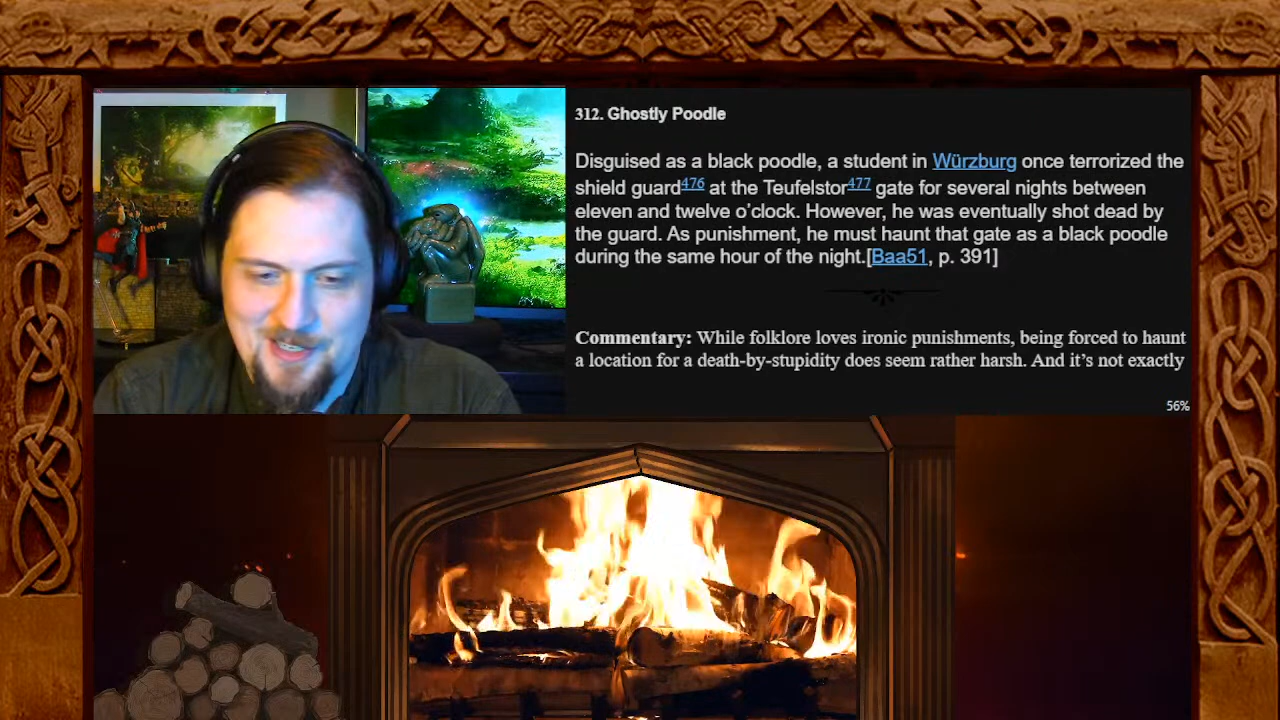 312. Ghostly Poodle
Disguised as a black poodle, a student in Würzburg once terrorized the
shield guard476 at the Teufelstor477 gate for several nights between
eleven and twelve o’clock. However, he was eventually shot dead by
the guard. As punishment, he must haunt that gate as a black poodle
during the same hour of the night.[Baa51, p. 391]
Commentary: While folklore loves ironic punishments, being forced to haunt
a location for a death-by-stupidity does seem rather harsh. And it’s not exactly
56%